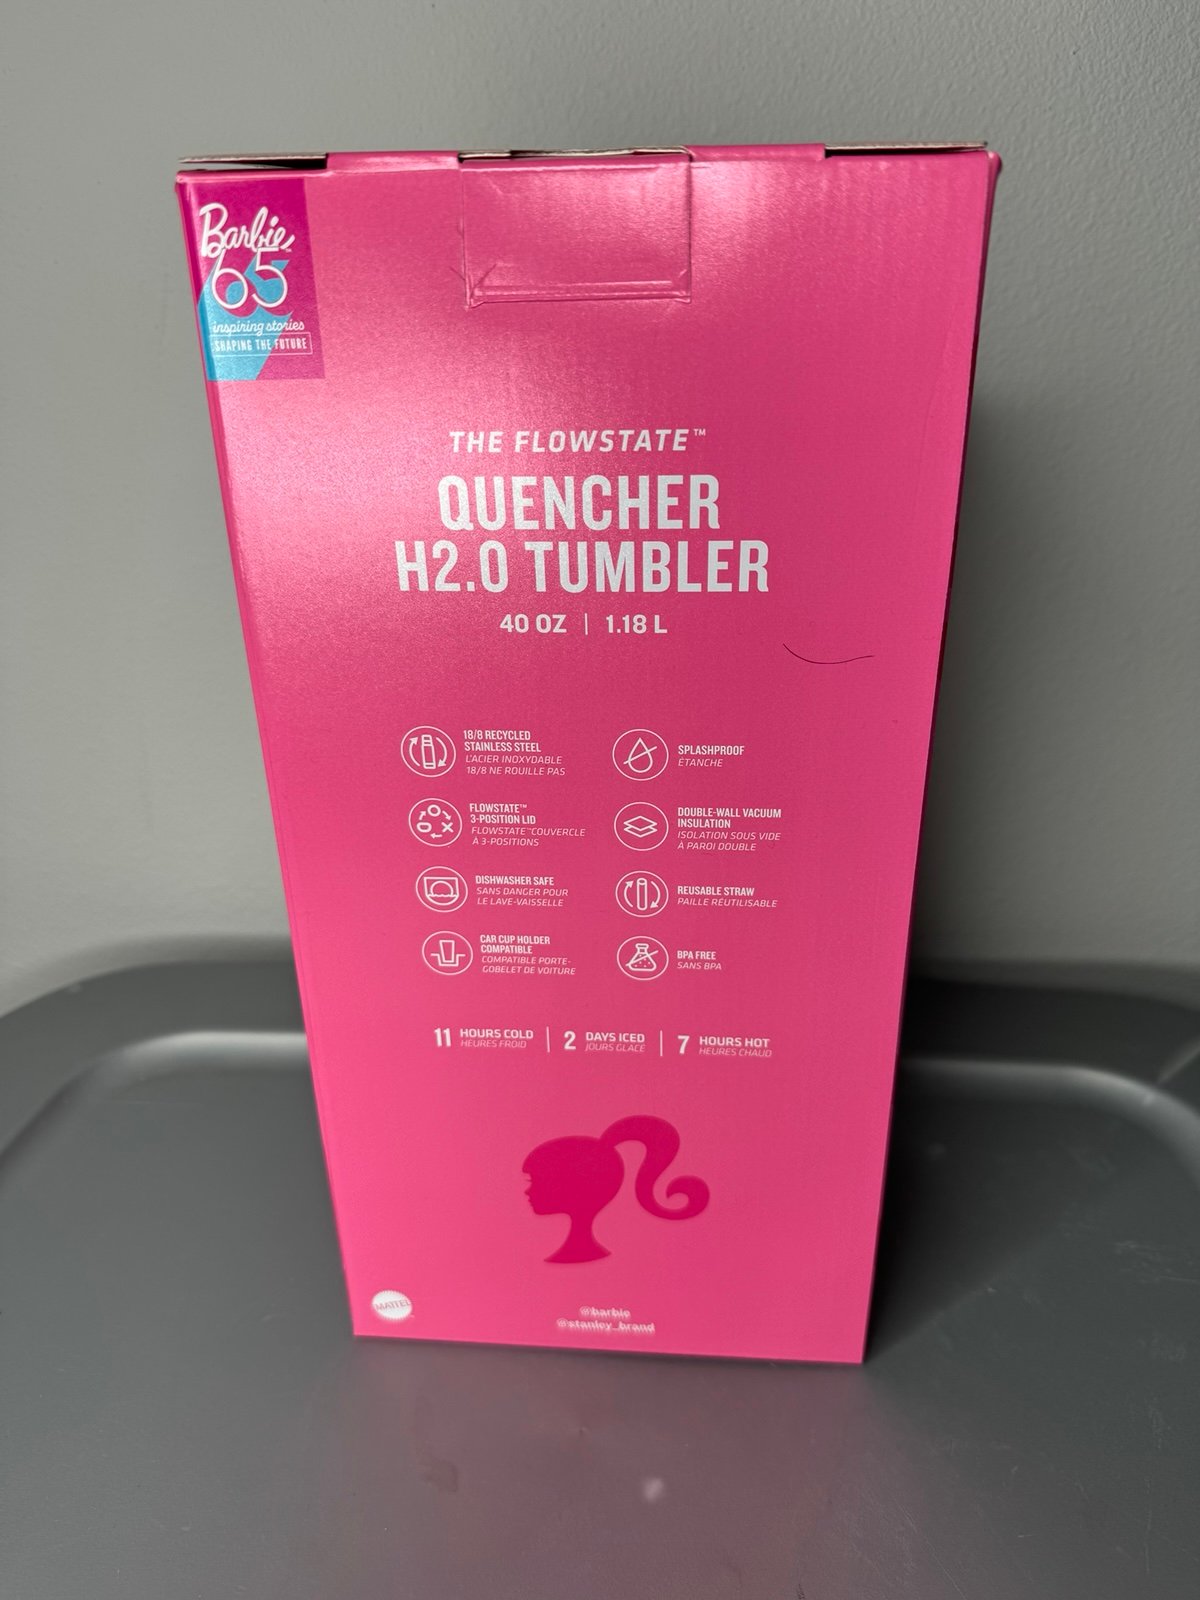 Barbie™
65
inspiring stories
SHAPING THE FUTURE
THE FLOWSTATE™
QUENCHER
H2.0 TUMBLER
40 OZ | 1.18 L
18/8 RECYCLED
STAINLESS STEEL
L'ACIER INOXYDABLE
18/8 NE ROUILLE PAS
SPLASHPROOF
ÉTANCHE
FLOWSTATE™
3-POSITION LID
FLOWSTATE™COUVERCLE
À 3-POSITIONS
DOUBLE-WALL VACUUM
INSULATION
ISOLATION SOUS VIDE
À PAROI DOUBLE
DISHWASHER SAFE
SANS DANGER POUR
LE LAVE-VAISSELLE
REUSABLE STRAW
PAILLE RÉUTILISABLE
CAR CUP HOLDER
COMPATIBLE
COMPATIBLE PORTE-
GOBELET DE VOITURE
BPA FREE
SANS BPA
11 HOURS COLD
HEURES FROID
2 DAYS ICED
JOURS GLACÉ
7 HOURS HOT
HEURES CHAUD
MATTEL
@barbie
@stanley_brand